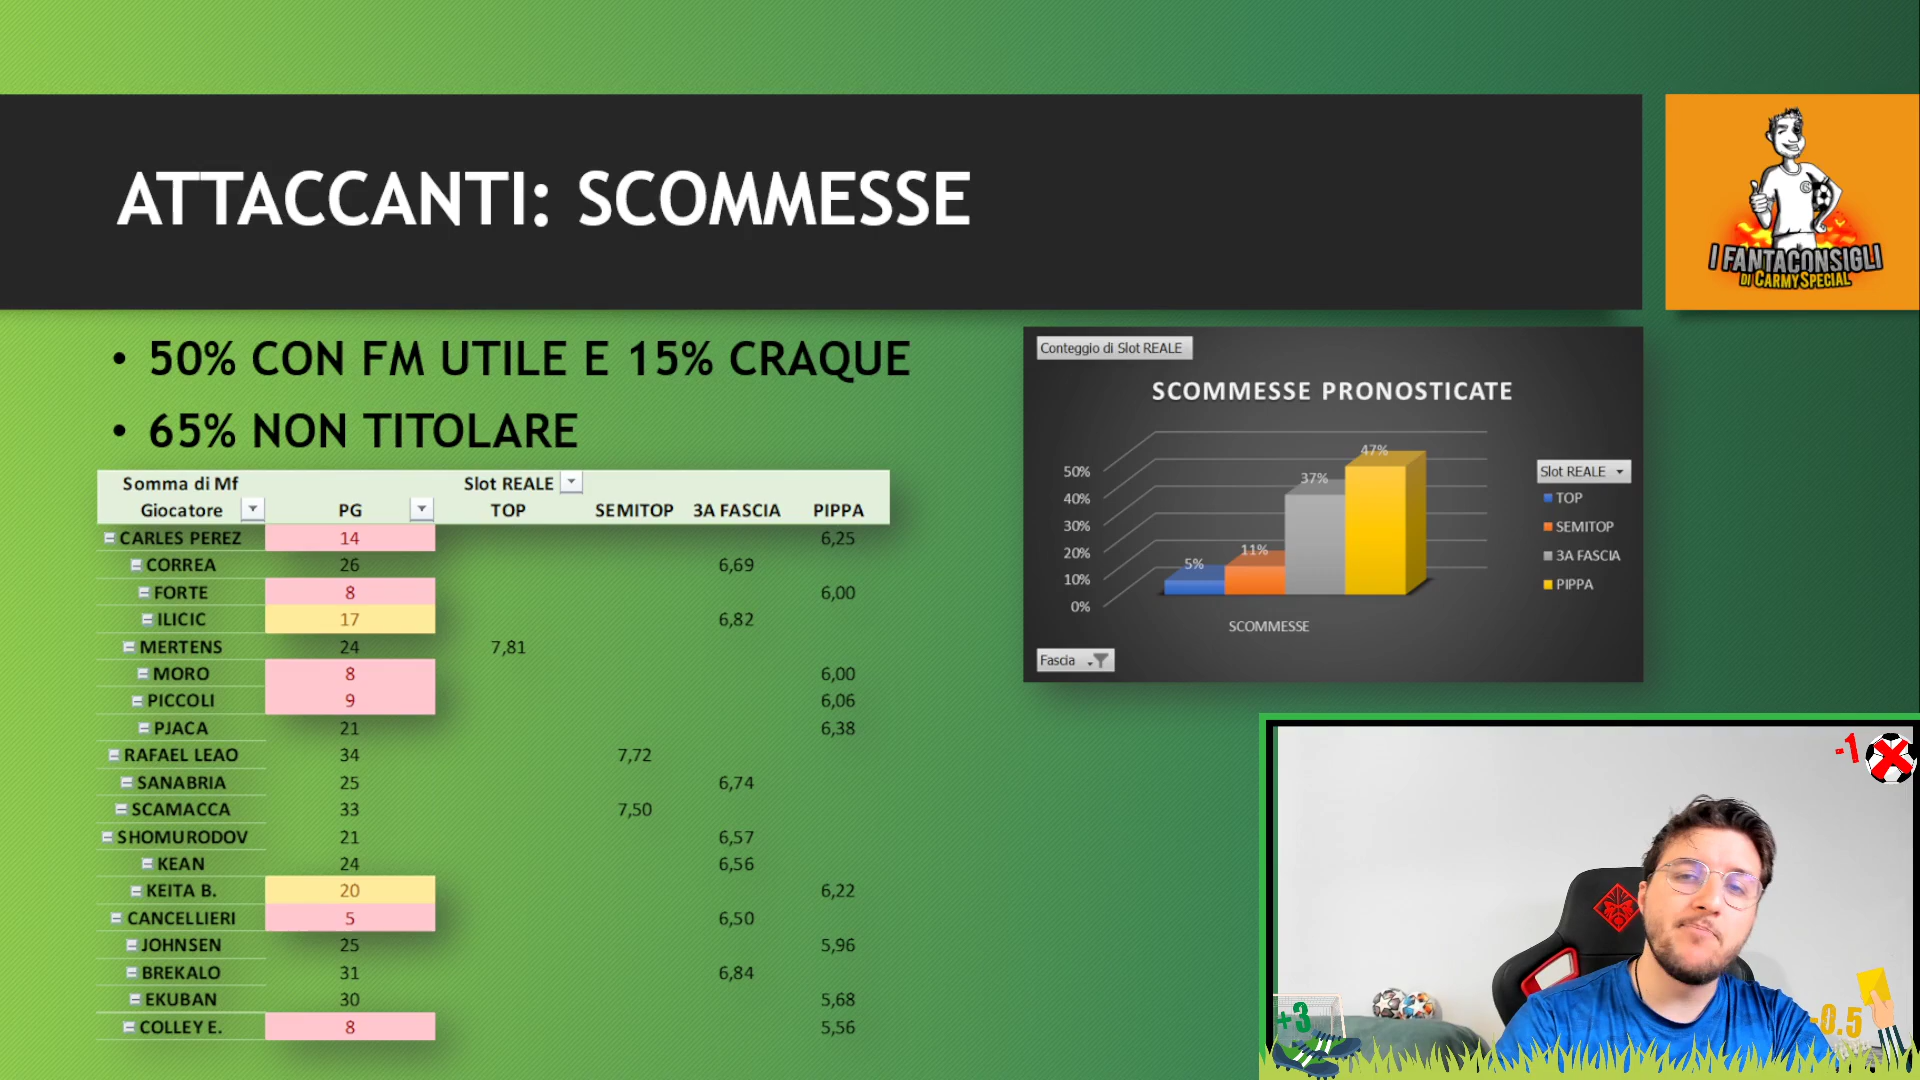 ATTACCANTI: SCOMMESSE
I FANTACONSIGLI
DI CARMYSPECIAL
• 50% CON FM UTILE E 15% CRAQUE
• 65% NON TITOLARE
Somma di Mf Slot REALE
Giocatore PG TOP SEMITOP 3A FASCIA PIPPA
CARLES PEREZ 14 6,25
CORREA 26 6,69
FORTE 8 6,00
ILICIC 17 6,82
MERTENS 24 7,81
MORO 8 6,00
PICCOLI 9 6,06
PJACA 21 6,38
RAFAEL LEAO 34 7,72
SANABRIA 25 6,74
SCAMACCA 33 7,50
SHOMURODOV 21 6,57
KEAN 24 6,56
KEITA B. 20 6,22
CANCELLIERI 5 6,50
JOHNSEN 25 5,96
BREKALO 31 6,84
EKUBAN 30 5,68
COLLEY E. 8 5,56
Conteggio di Slot REALE
SCOMMESSE PRONOSTICATE
50%
40%
30%
20%
10%
0%
5%
11%
37%
47%
SCOMMESSE
Slot REALE
TOP
SEMITOP
3A FASCIA
PIPPA
Fascia
-1
+3
-0.5